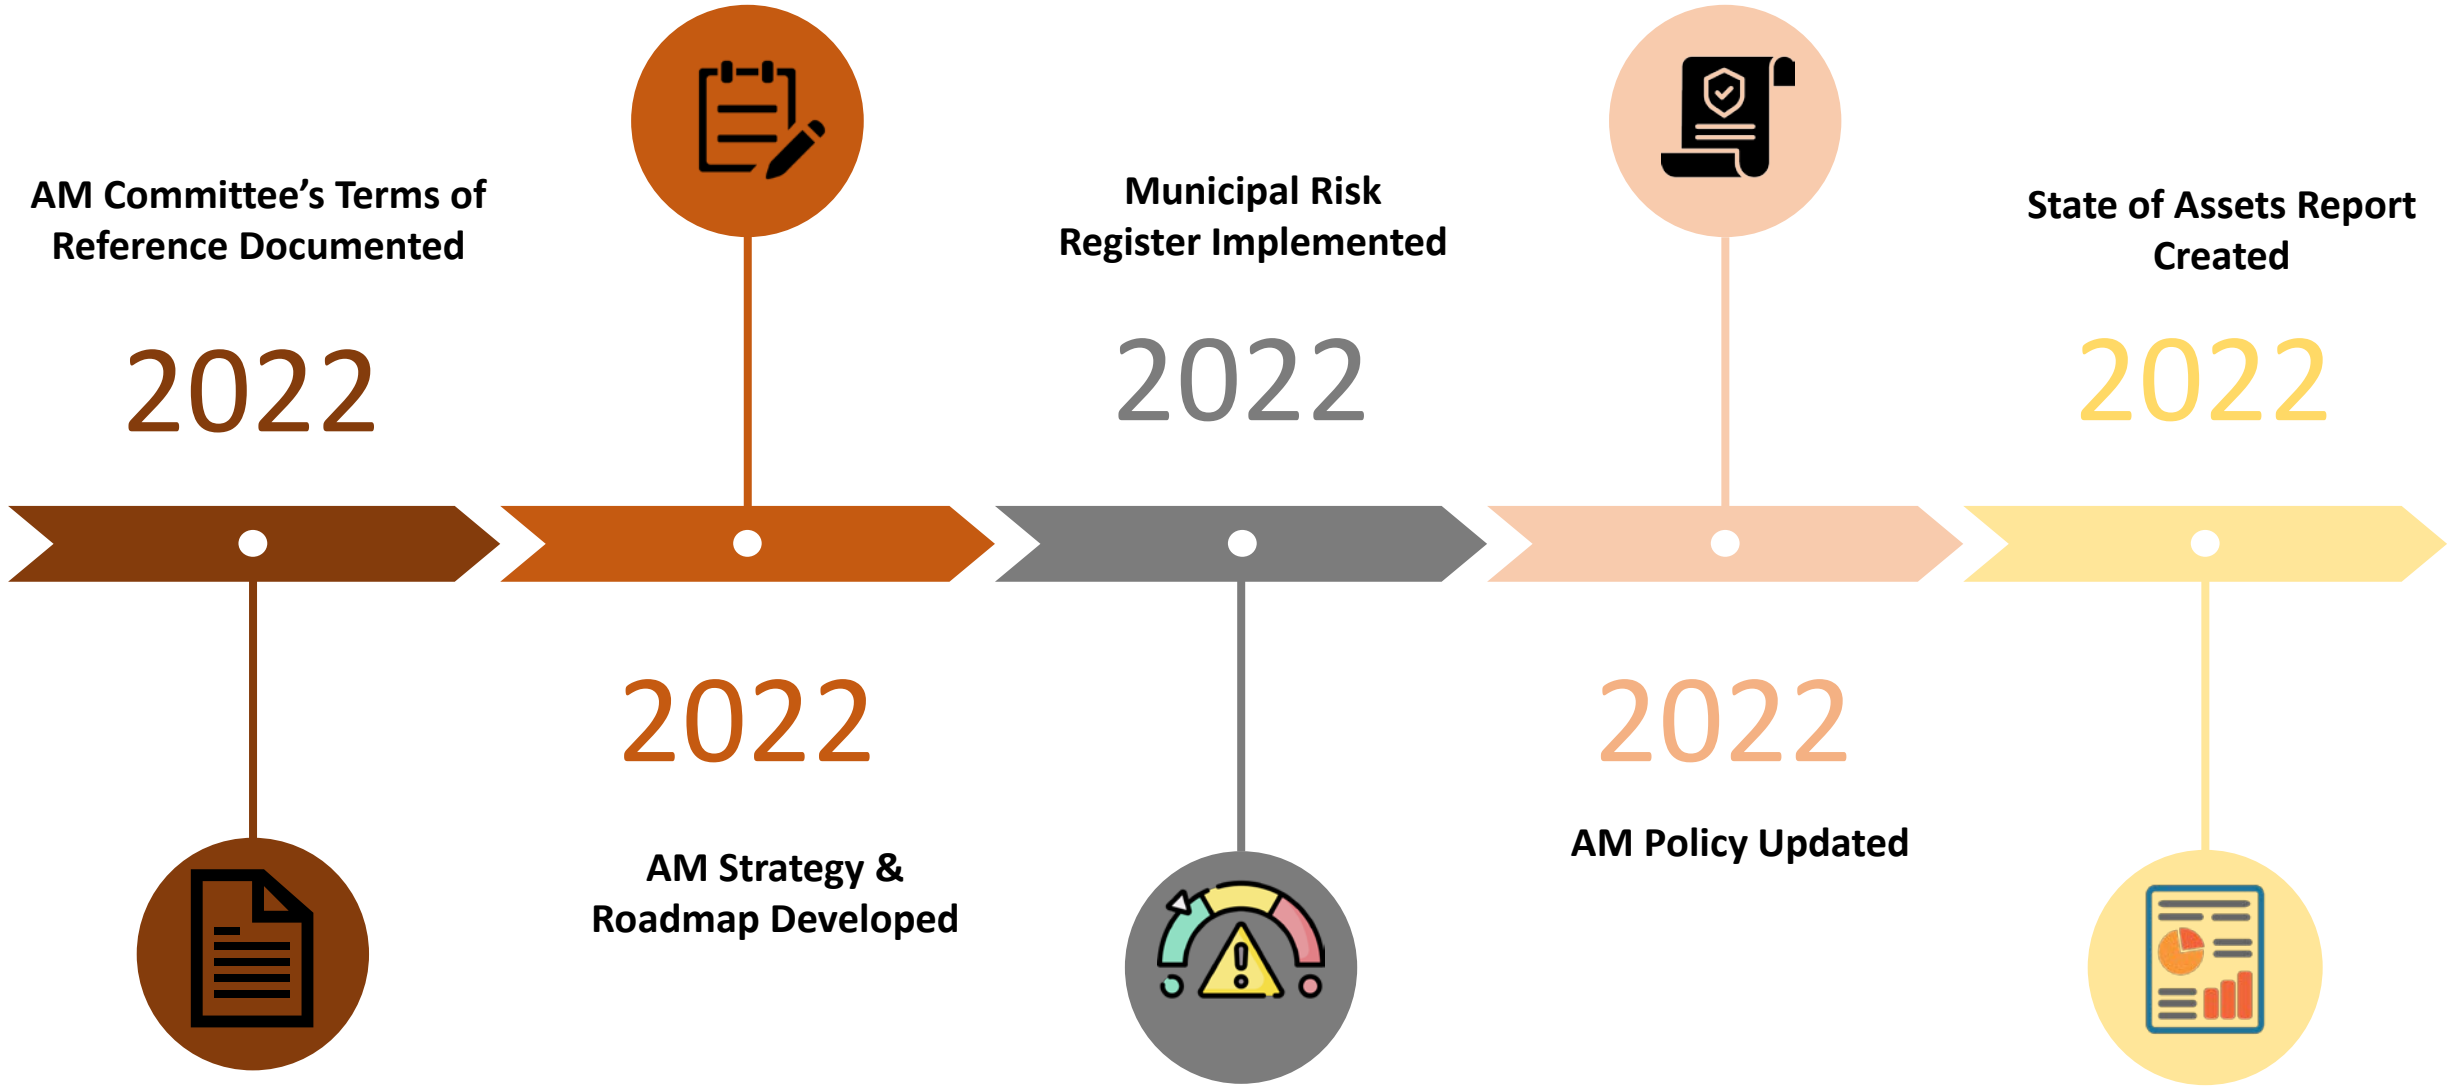 AM Committee’s Terms of
Reference Documented
2022
2022
AM Strategy &
Roadmap Developed
Municipal Risk
Register Implemented
2022
2022
AM Policy Updated
State of Assets Report
Created
2022